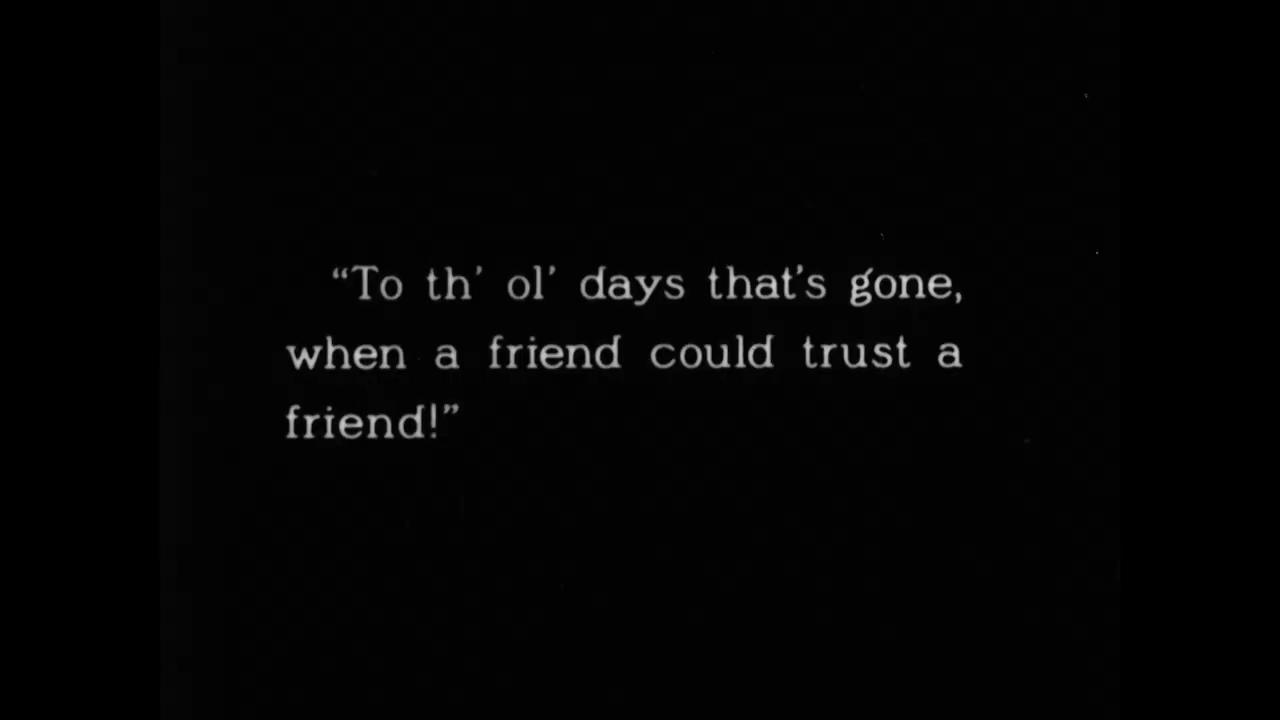 “To th’ ol’ days that’s gone,
when a friend could trust a
friend!”